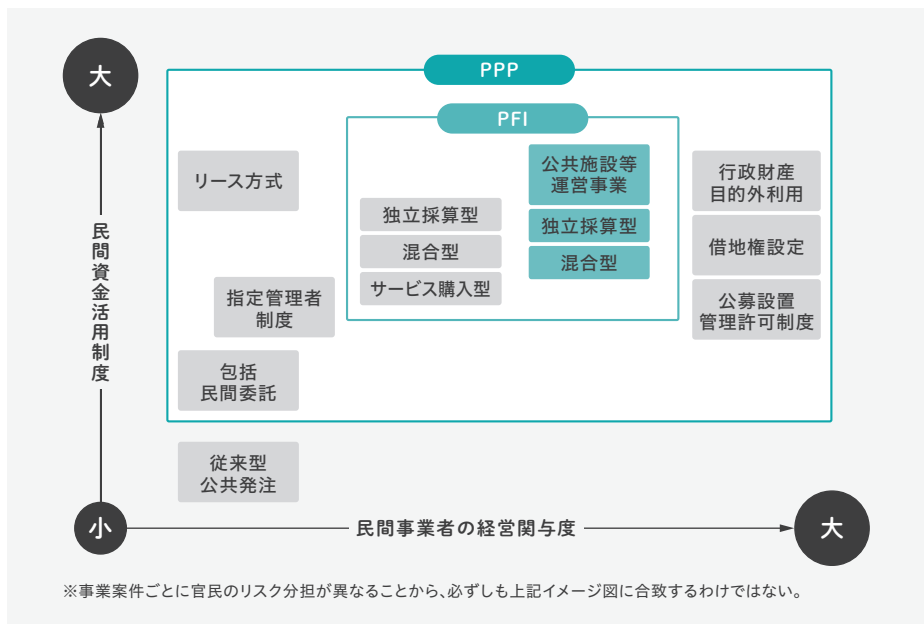 大
PPP
PFI
リース方式
公共施設等
運営事業
行政財産
目的外利用
独立採算型
独立採算型
混合型
混合型
借地権設定
サービス購入型
指定管理者
制度
公募設置
管理許可制度
民間資金活用制度
包括
民間委託
従来型
公共発注
小
民間事業者の経営関与度
大
※事業案件ごとに官民のリスク分担が異なることから、必ずしも上記イメージ図に合致するわけではない。